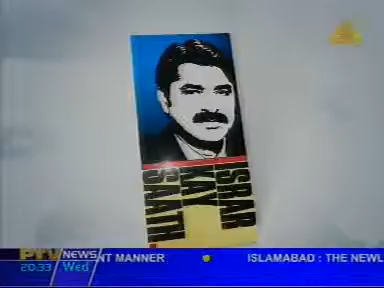 ISRAR
KAY
SAATH
PTV NEWS
20:33 Wed
NT MANNER
ISLAMABAD : THE NEWL